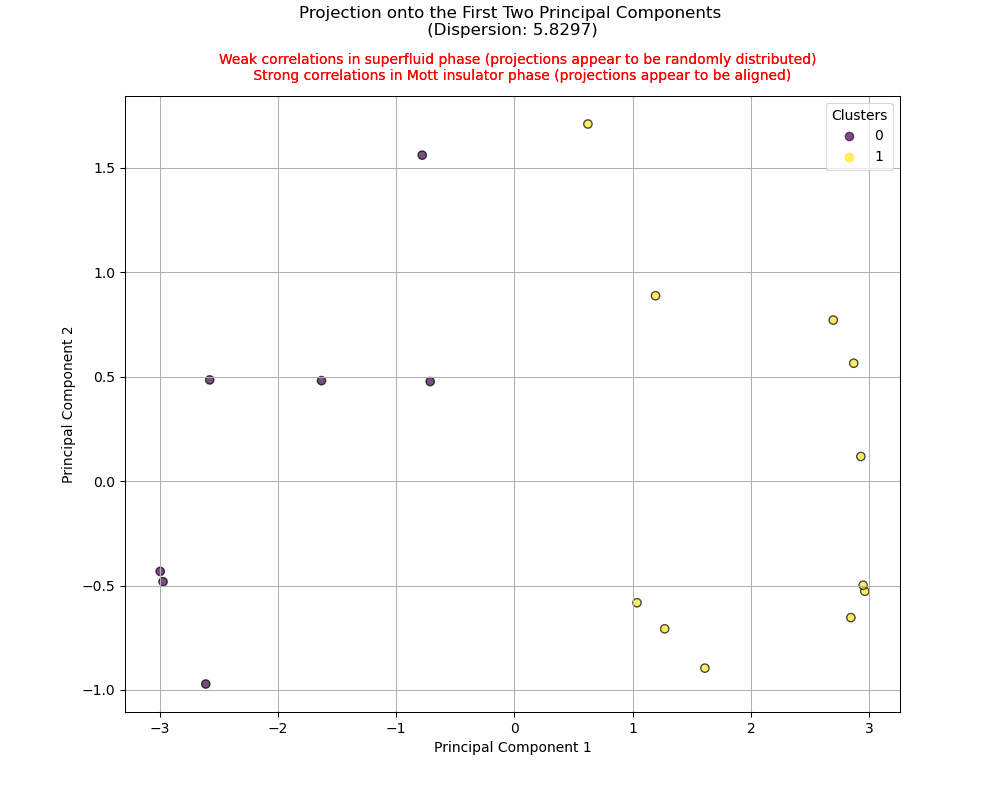 Projection onto the First Two Principal Components
(Dispersion: 5.8297)
Weak correlations in superfluid phase (projections appear to be randomly distributed)
Strong correlations in Mott insulator phase (projections appear to be aligned)
Clusters
0
1
1.5
1.0
0.5
0.0
−0.5
−1.0
Principal Component 2
−3 −2 −1 0 1 2 3
Principal Component 1